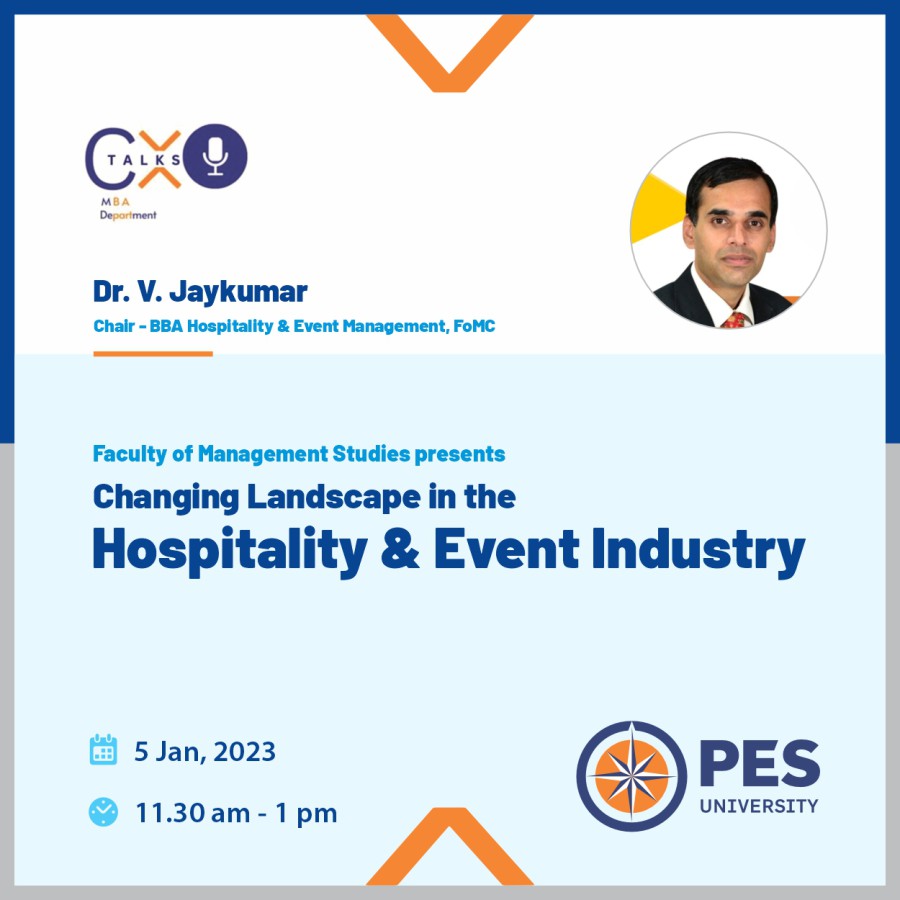 CXO
TALKS
MBA
Department
Dr. V. Jaykumar
Chair - BBA Hospitality & Event Management, FoMC
Faculty of Management Studies presents
Changing Landscape in the
Hospitality & Event Industry
5 Jan, 2023
11.30 am - 1 pm
PES
UNIVERSITY